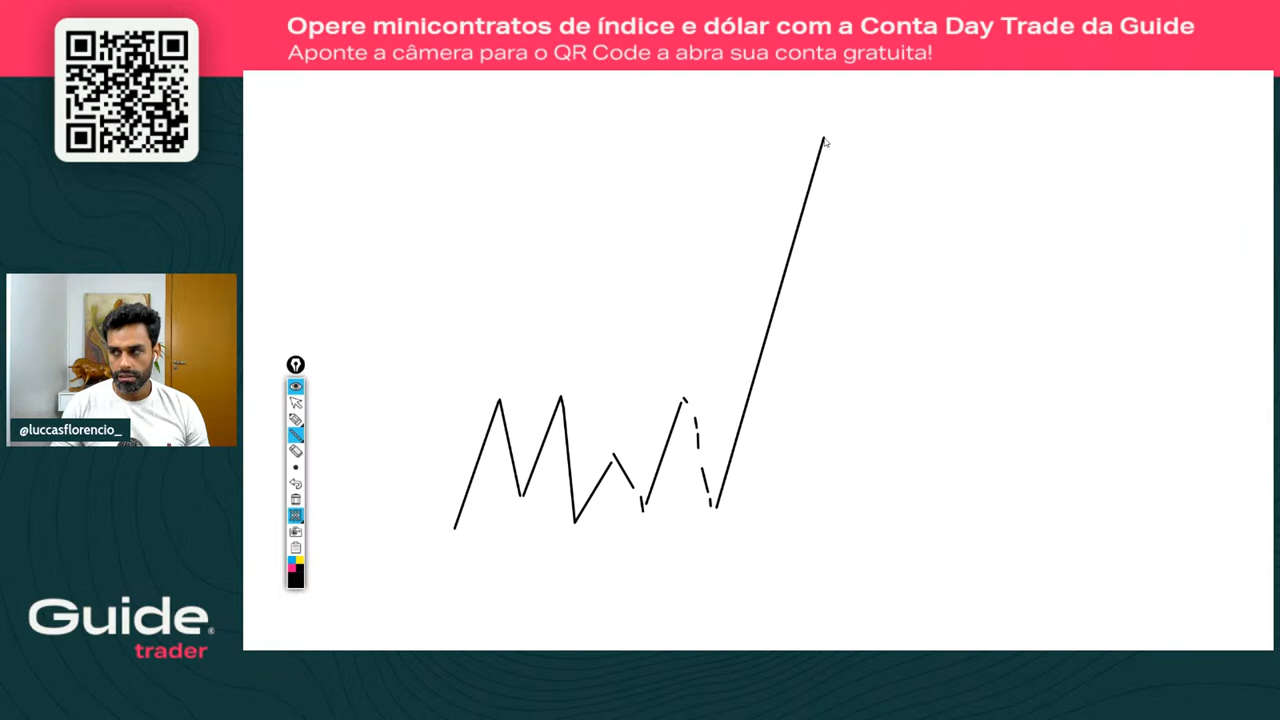 Opere minicontratos de índice e dólar com a Conta Day Trade da Guide
Aponte a câmera para o QR Code a abra sua conta gratuita!
@luccasflorencio_
Guide
trader